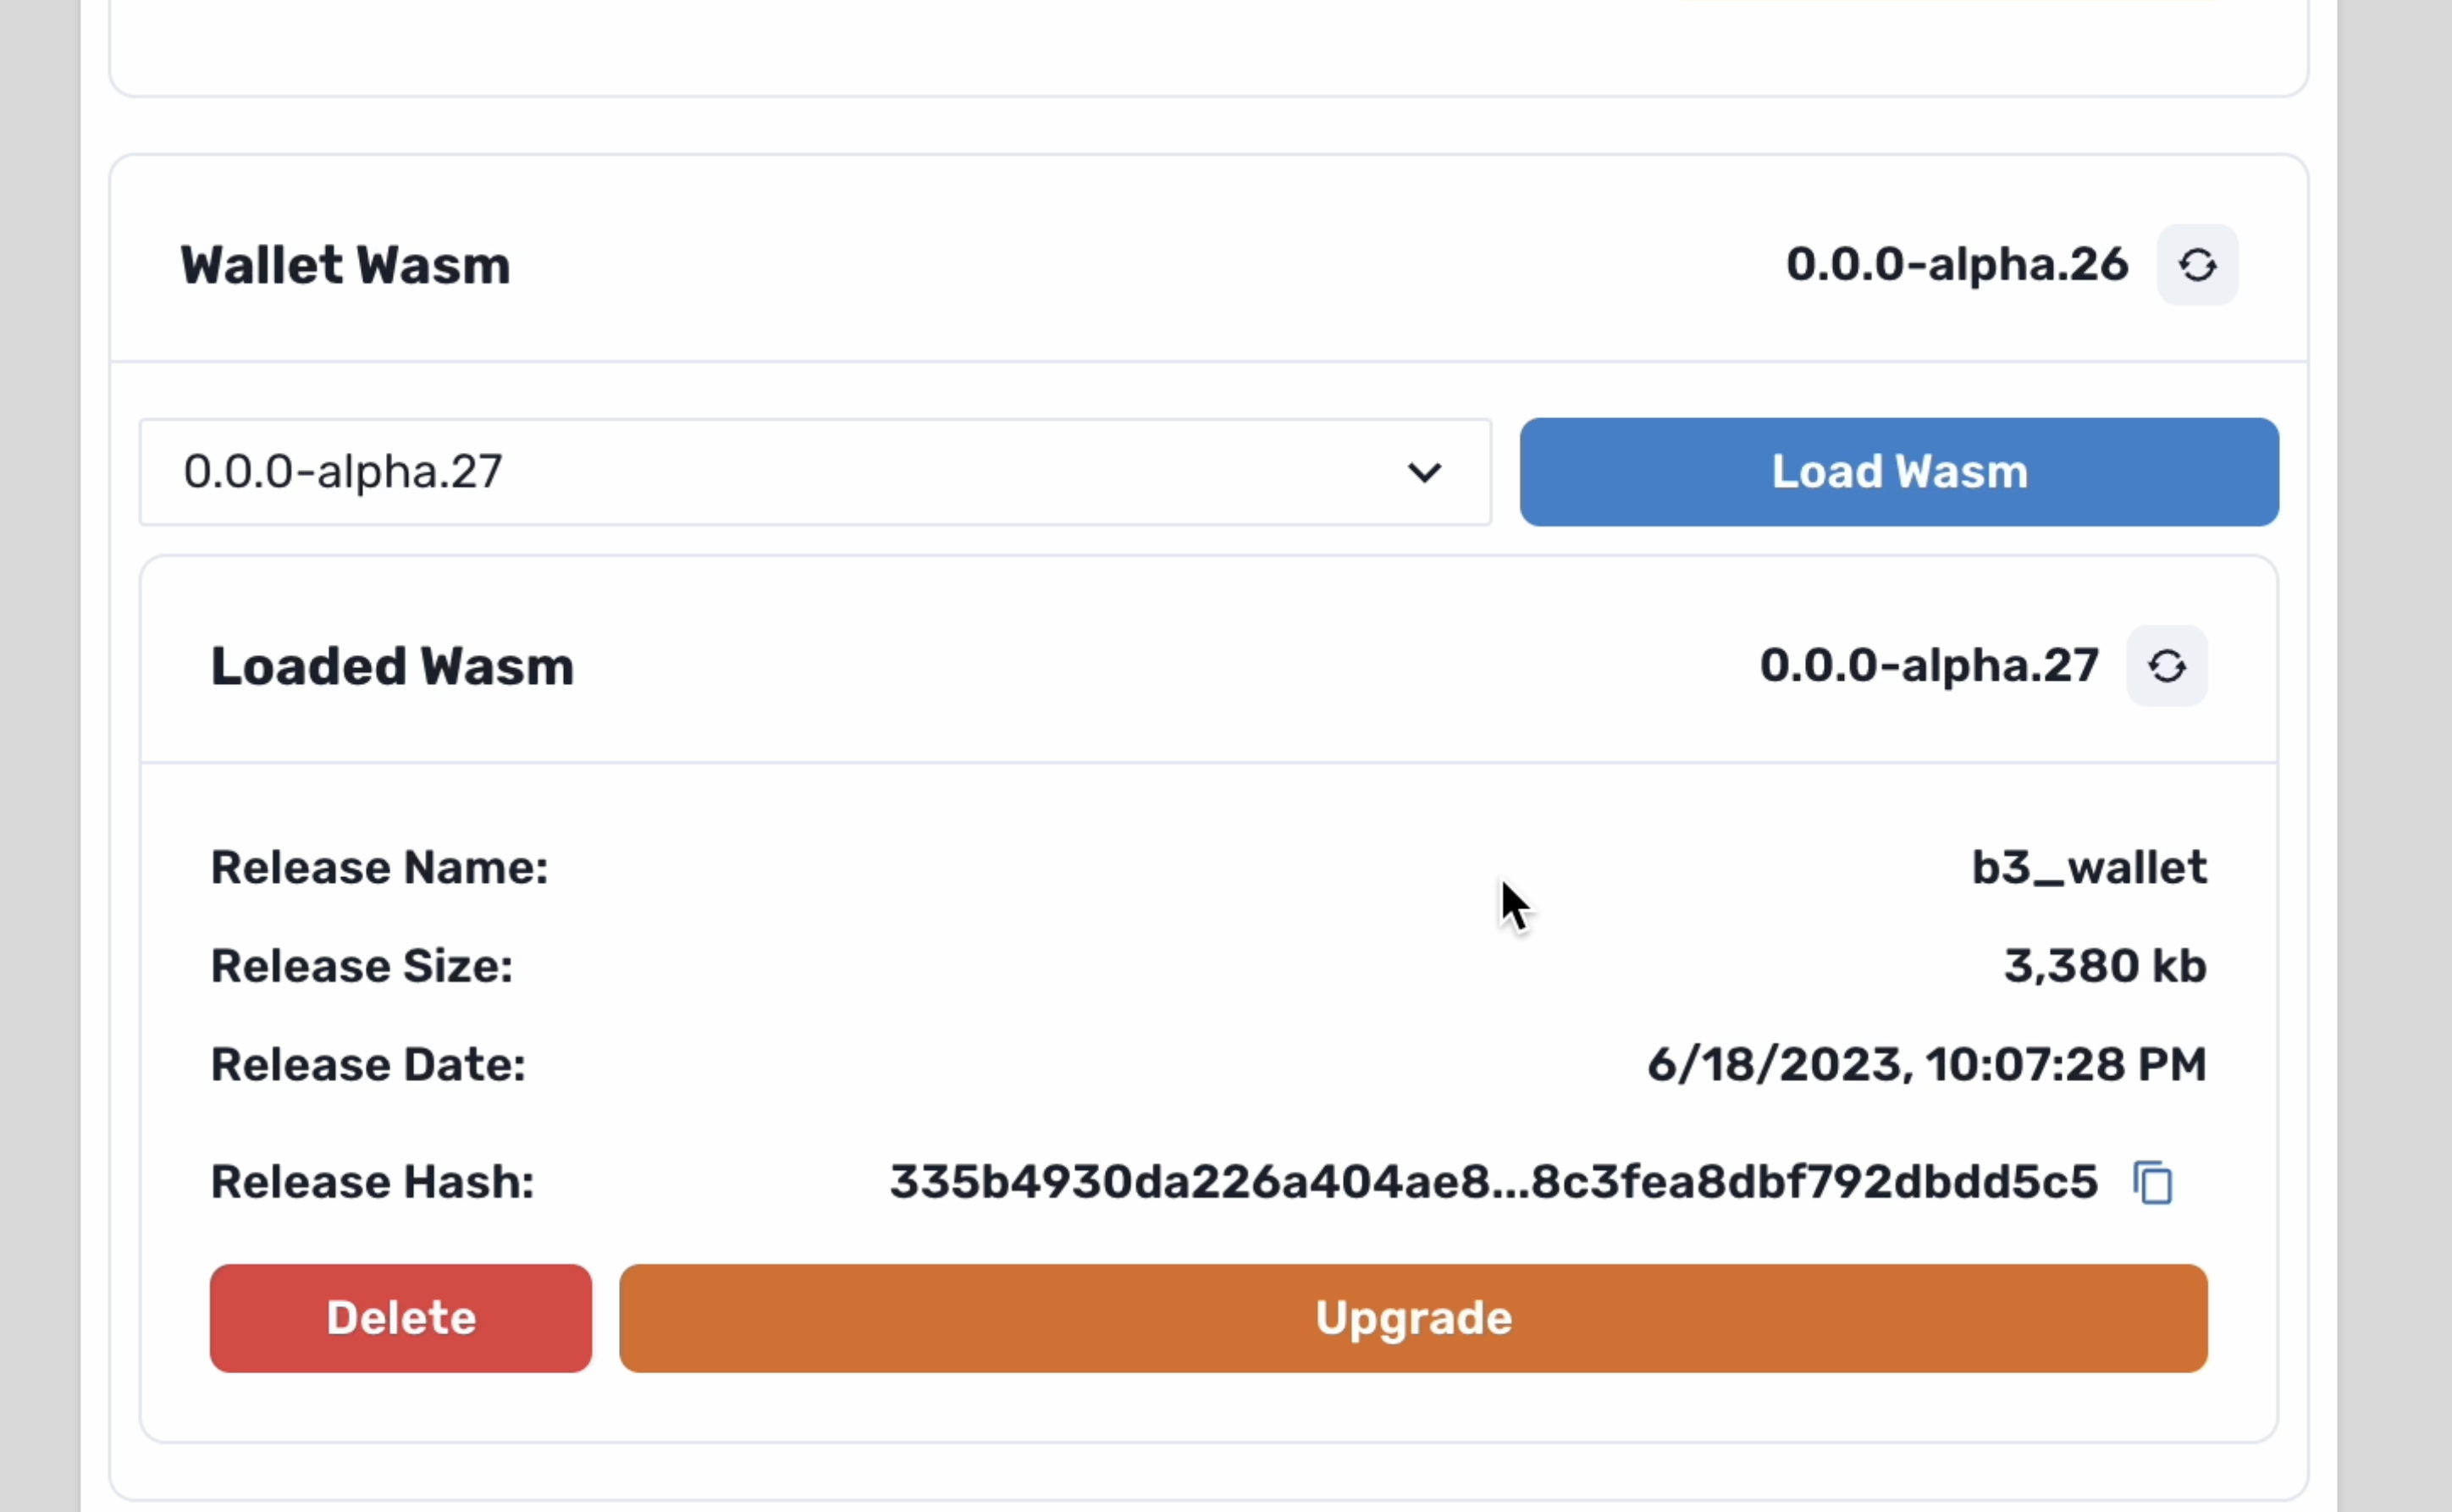 Wallet Wasm 0.0.0-alpha.26
0.0.0-alpha.27 Load Wasm
Loaded Wasm 0.0.0-alpha.27
Release Name: b3_wallet
Release Size: 3,380 kb
Release Date: 6/18/2023, 10:07:28 PM
Release Hash: 335b4930da226a404ae8...8c3fea8dbf792dbdd5c5
Delete Upgrade